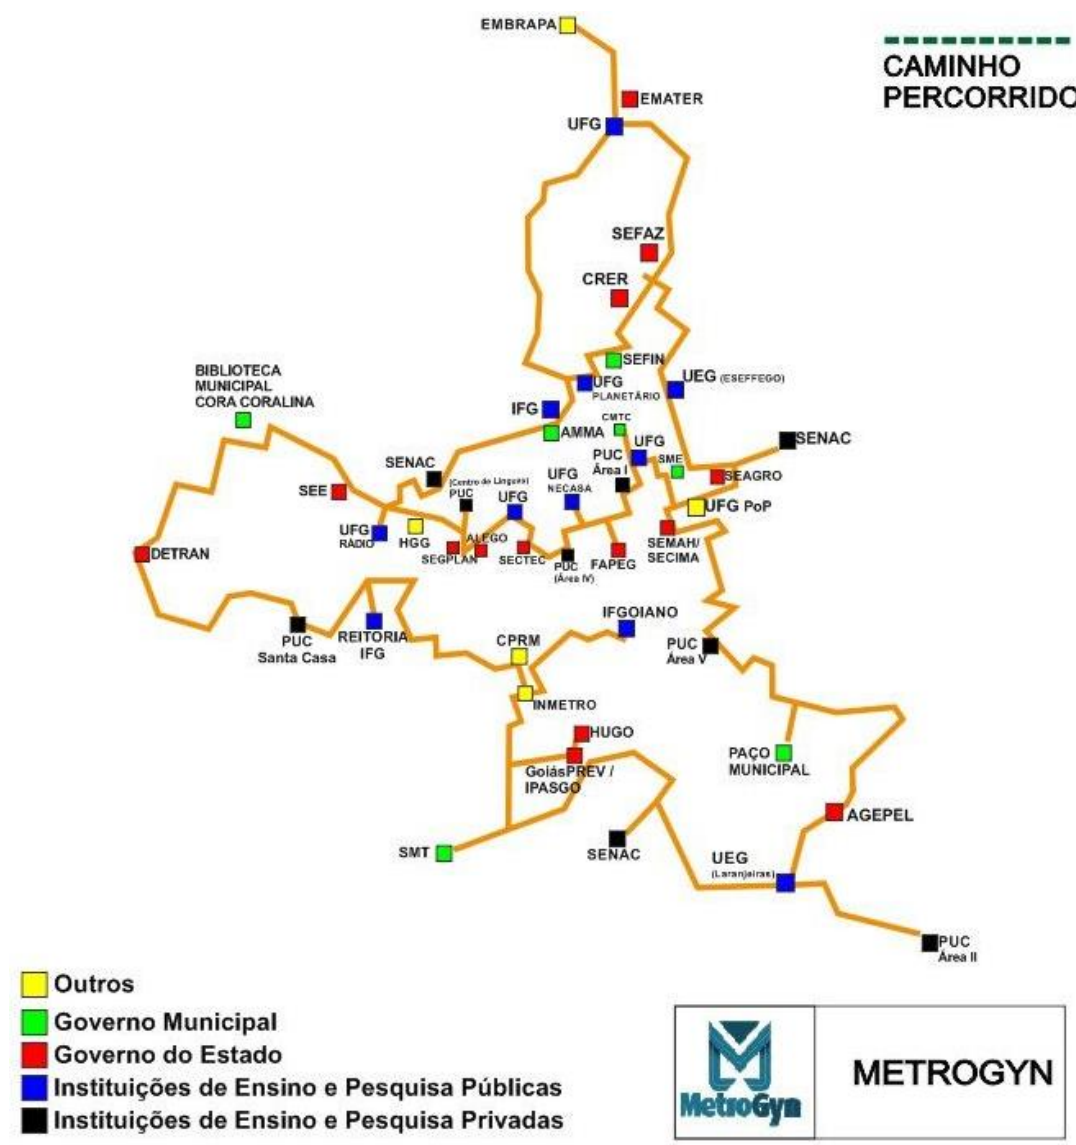 EMBRAPA
CAMINHO
PERCORRIDO
EMATER
UFG
SEFAZ
CRER
SEFIN
BIBLIOTECA
MUNICIPAL
CORA CORALINA
UFG
PLANETÁRIO
UEG (ESEFFEGO)
IFG
CMTC
AMMA
UFG
SENAC
PUC
Área I
SME
SENAC
SEAGRO
(Centro de Línguas)
PUC
UFG
NECASA
SEE
UFG
UFG PoP
UFG
RÁDIO
HGG
ALEGO
SEGPLAN
SECTEC
PUC
(Área IV)
FAPEG
SEMAH/
SECIMA
DETRAN
IFGOIANO
PUC
Santa Casa
REITORIA
IFG
CPRM
PUC
Área V
INMETRO
HUGO
GoiásPREV /
IPASGO
PAÇO
MUNICIPAL
AGEPEL
SMT
SENAC
UEG
(Laranjeiras)
PUC
Área II
Outros
Governo Municipal
Governo do Estado
Instituições de Ensino e Pesquisa Públicas
Instituições de Ensino e Pesquisa Privadas
MetroGyn
METROGYN